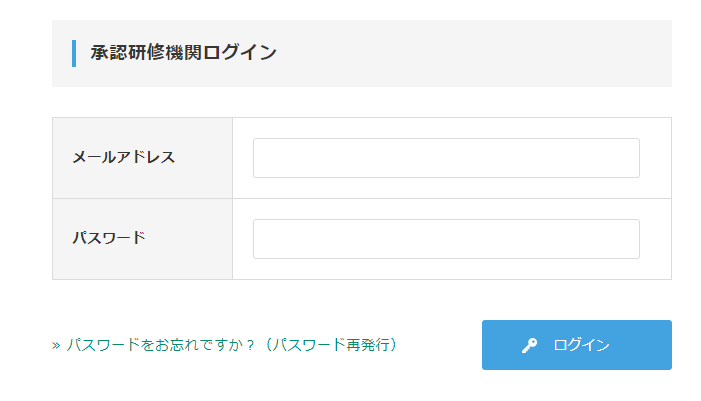 承認研修機関ログイン
メールアドレス
パスワード
» パスワードをお忘れですか？（パスワード再発行）
ログイン